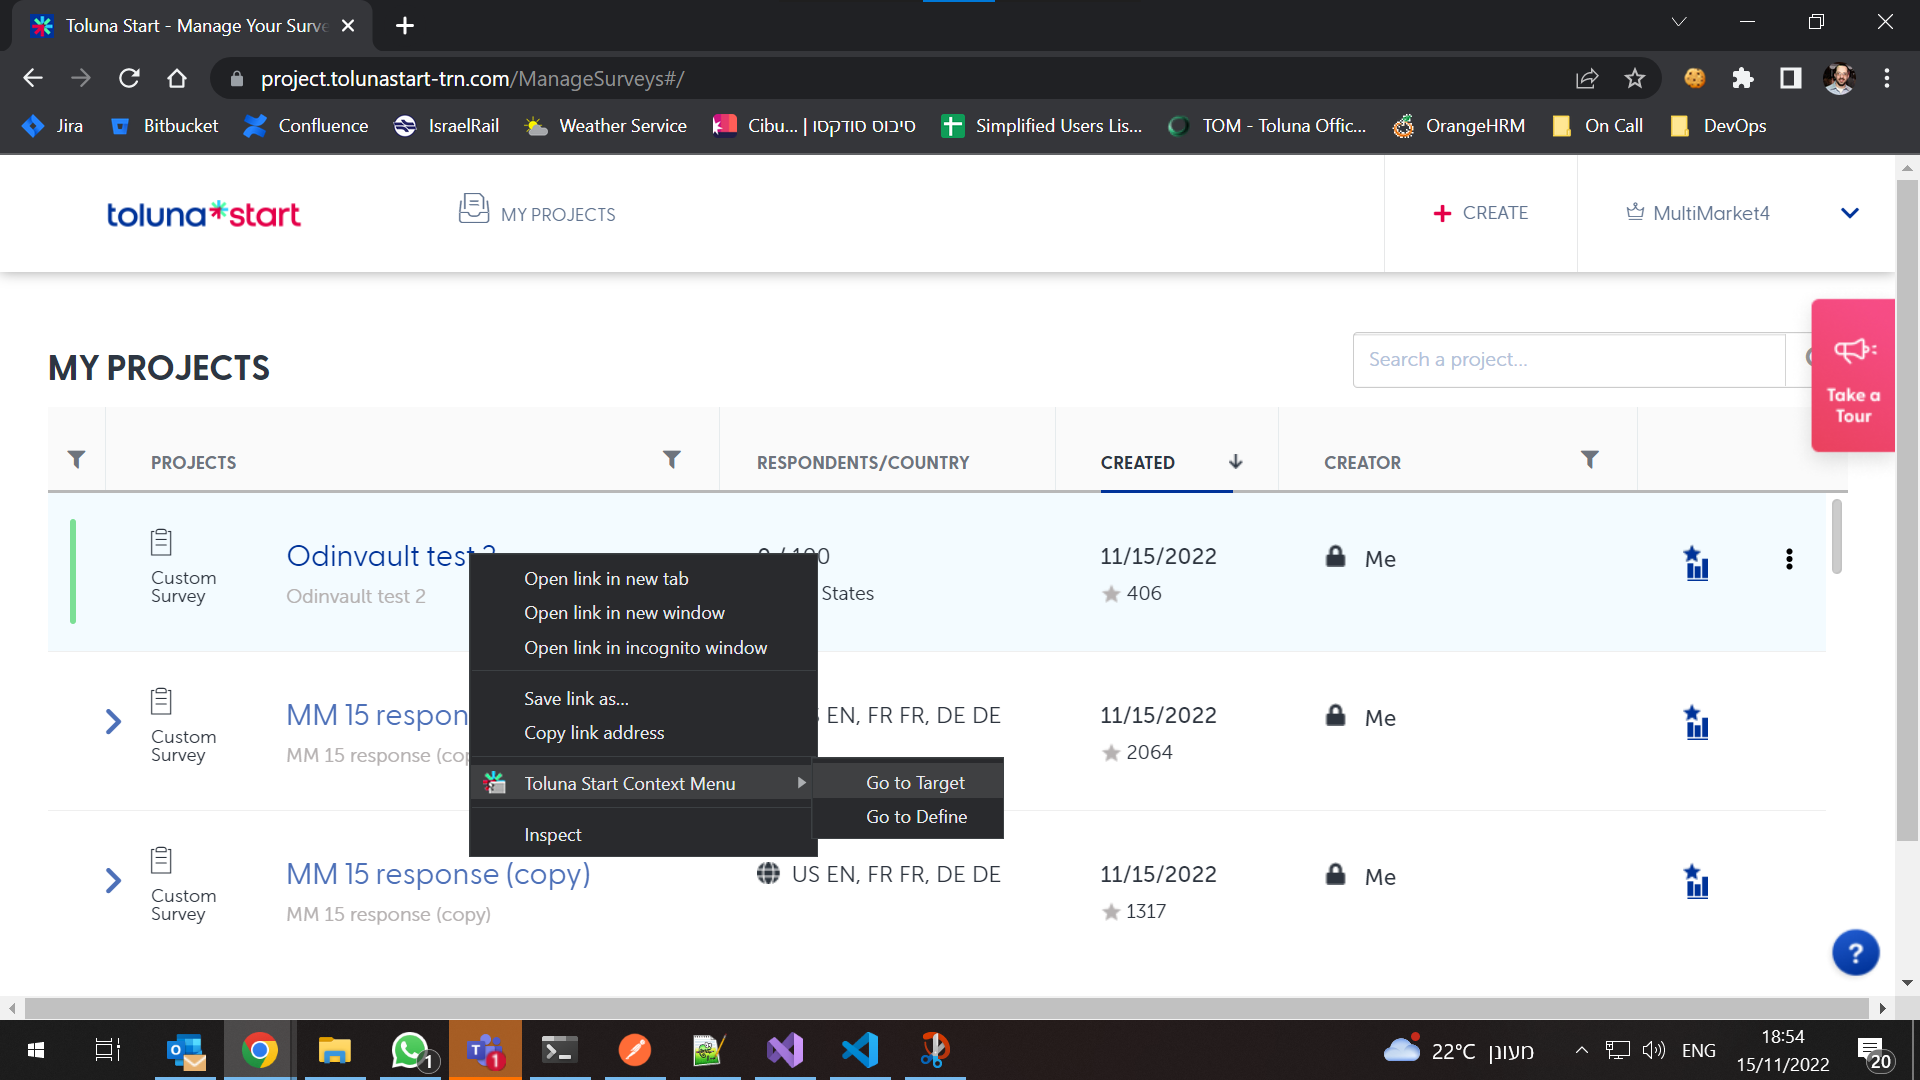 Toluna Start - Manage Your Surve
project.tolunastart-trn.com/ManageSurveys#/
Jira
Bitbucket
Confluence
IsraelRail
Weather Service
Cibu... | סיבוס סודקסו
Simplified Users Lis...
TOM - Toluna Offic...
OrangeHRM
On Call
DevOps
toluna*start
MY PROJECTS
+ CREATE
MultiMarket4
MY PROJECTS
Search a project...
Take a
Tour
PROJECTS
RESPONDENTS/COUNTRY
CREATED
CREATOR
Custom
Survey
Odinvault test
Odinvault test 2
States
11/15/2022
406
Me
Open link in new tab
Open link in new window
Open link in incognito window
Save link as...
Copy link address
Toluna Start Context Menu
Inspect
Go to Target
Go to Define
Custom
Survey
MM 15 respon
MM 15 response (cop
EN, FR FR, DE DE
11/15/2022
2064
Me
Custom
Survey
MM 15 response (copy)
MM 15 response (copy)
US EN, FR FR, DE DE
11/15/2022
1317
Me
?
1
1
22°C מעונן
ENG
18:54
15/11/2022
20